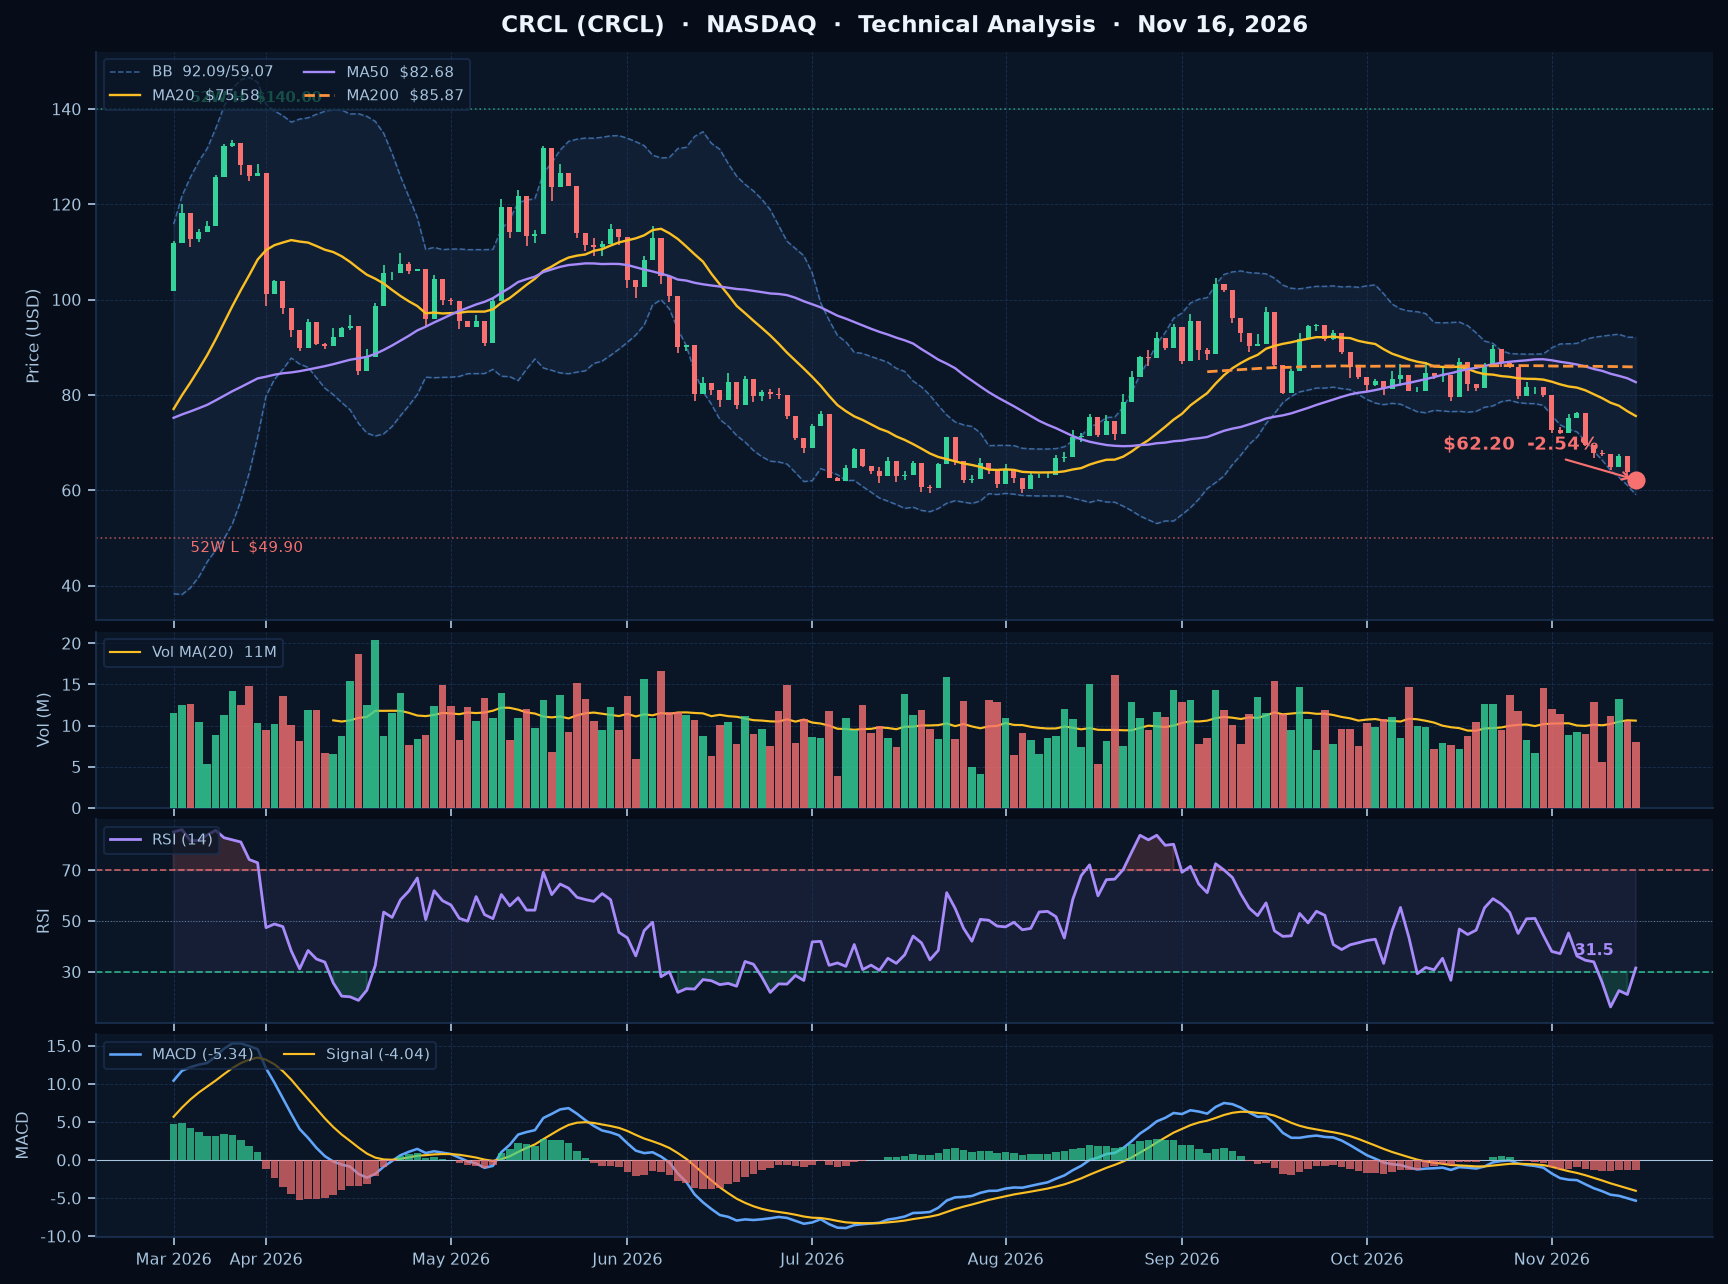 CRCL (CRCL)  ·  NASDAQ  ·  Technical Analysis  ·  Nov 16, 2026
BB  92.09/59.07
MA50  $82.68
MA20  $75.58
MA200  $85.87
52W H  $140.00
140
120
100
80
60
40
Price (USD)
$62.20  -2.54%
52W L  $49.90
Vol MA(20)  11M
20
15
10
5
0
Vol (M)
RSI (14)
70
50
30
RSI
31.5
MACD (-5.34)
Signal (-4.04)
15.0
10.0
5.0
0.0
-5.0
-10.0
MACD
Mar 2026
Apr 2026
May 2026
Jun 2026
Jul 2026
Aug 2026
Sep 2026
Oct 2026
Nov 2026